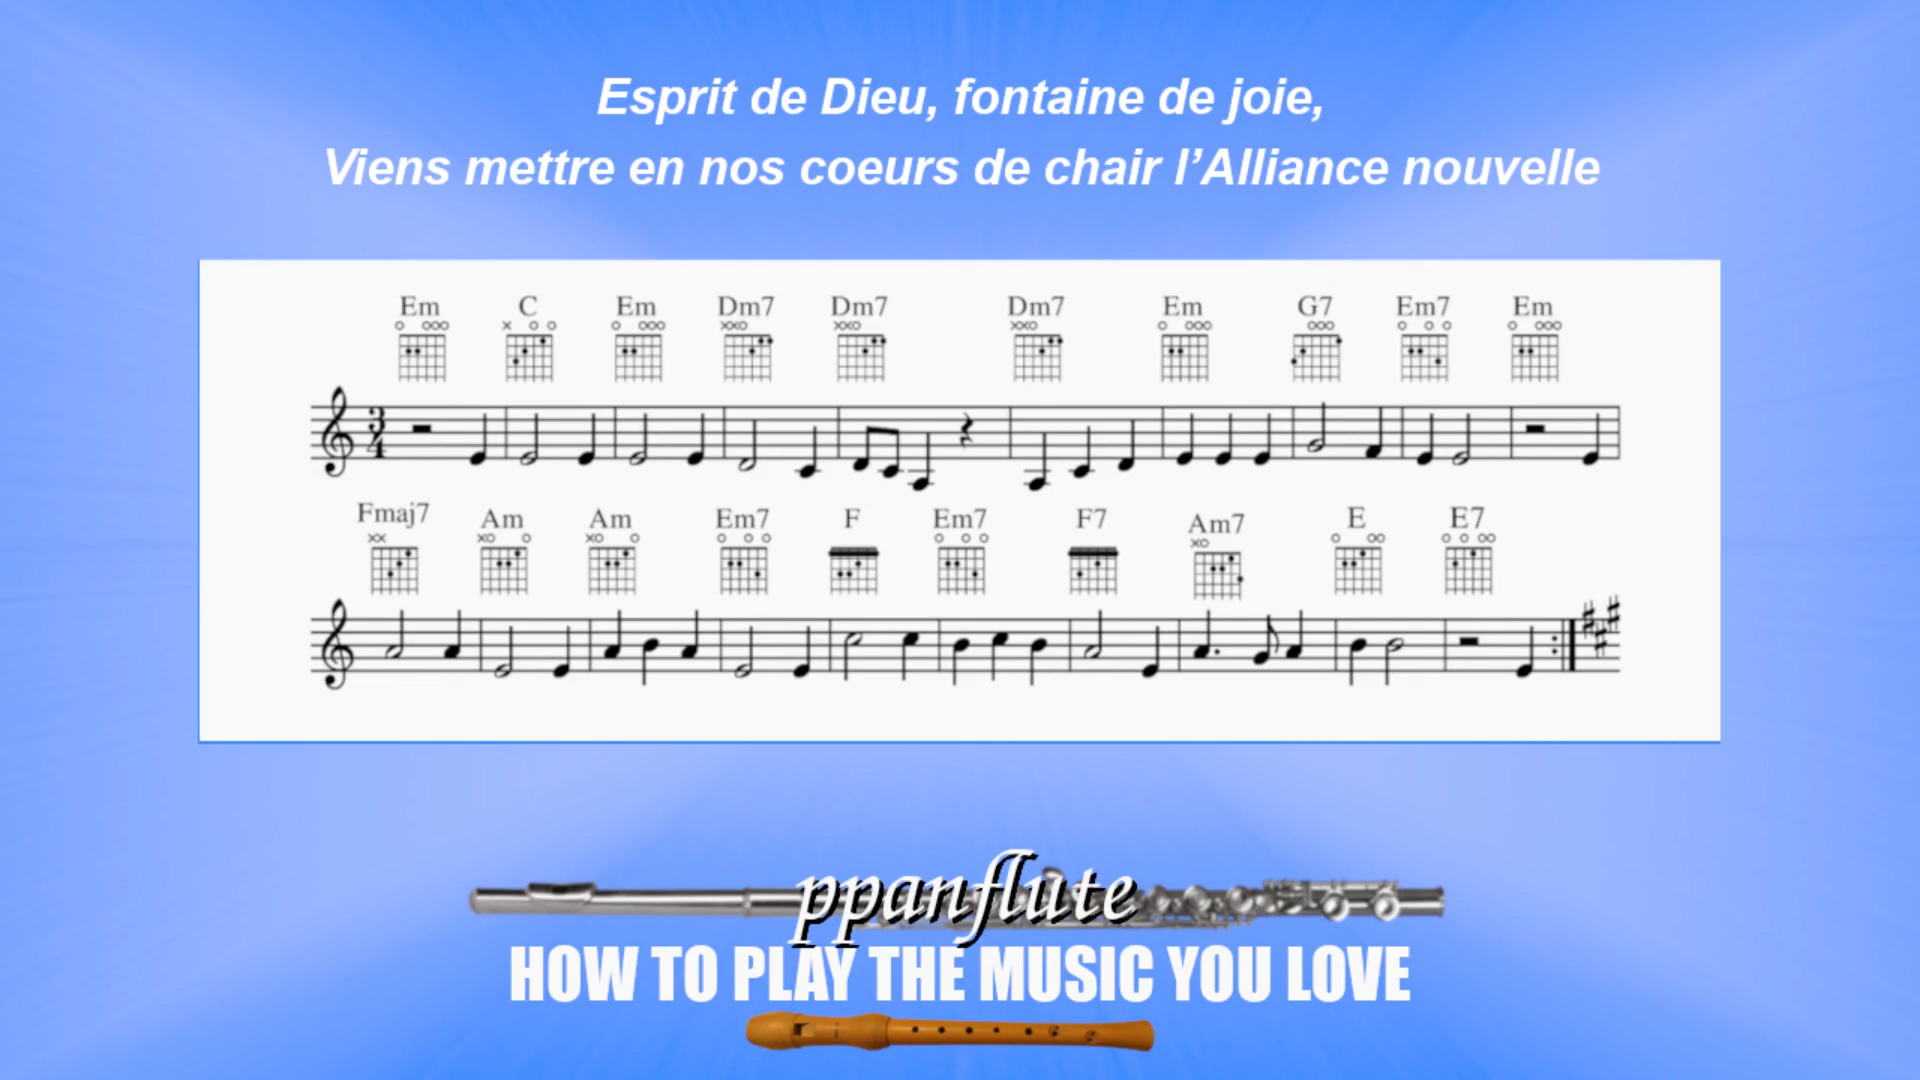 Esprit de Dieu, fontaine de joie,
Viens mettre en nos coeurs de chair l’Alliance nouvelle
Em C Em Dm7 Dm7 Dm7 Em G7 Em7 Em
3
4
Fmaj7 Am Am Em7 F Em7 F7 Am7 E E7
ppanflute
HOW TO PLAY THE MUSIC YOU LOVE